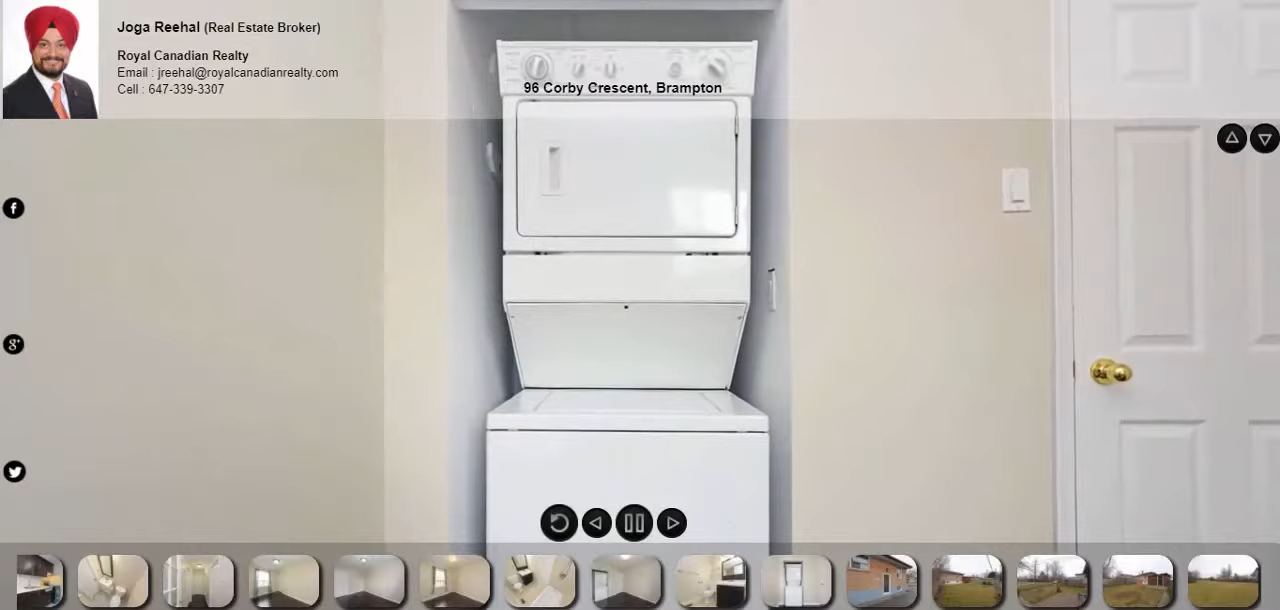 Joga Reehal (Real Estate Broker)
Royal Canadian Realty
Email : jreehal@royalcanadianrealty.com
Cell : 647-339-3307
96 Corby Crescent, Brampton